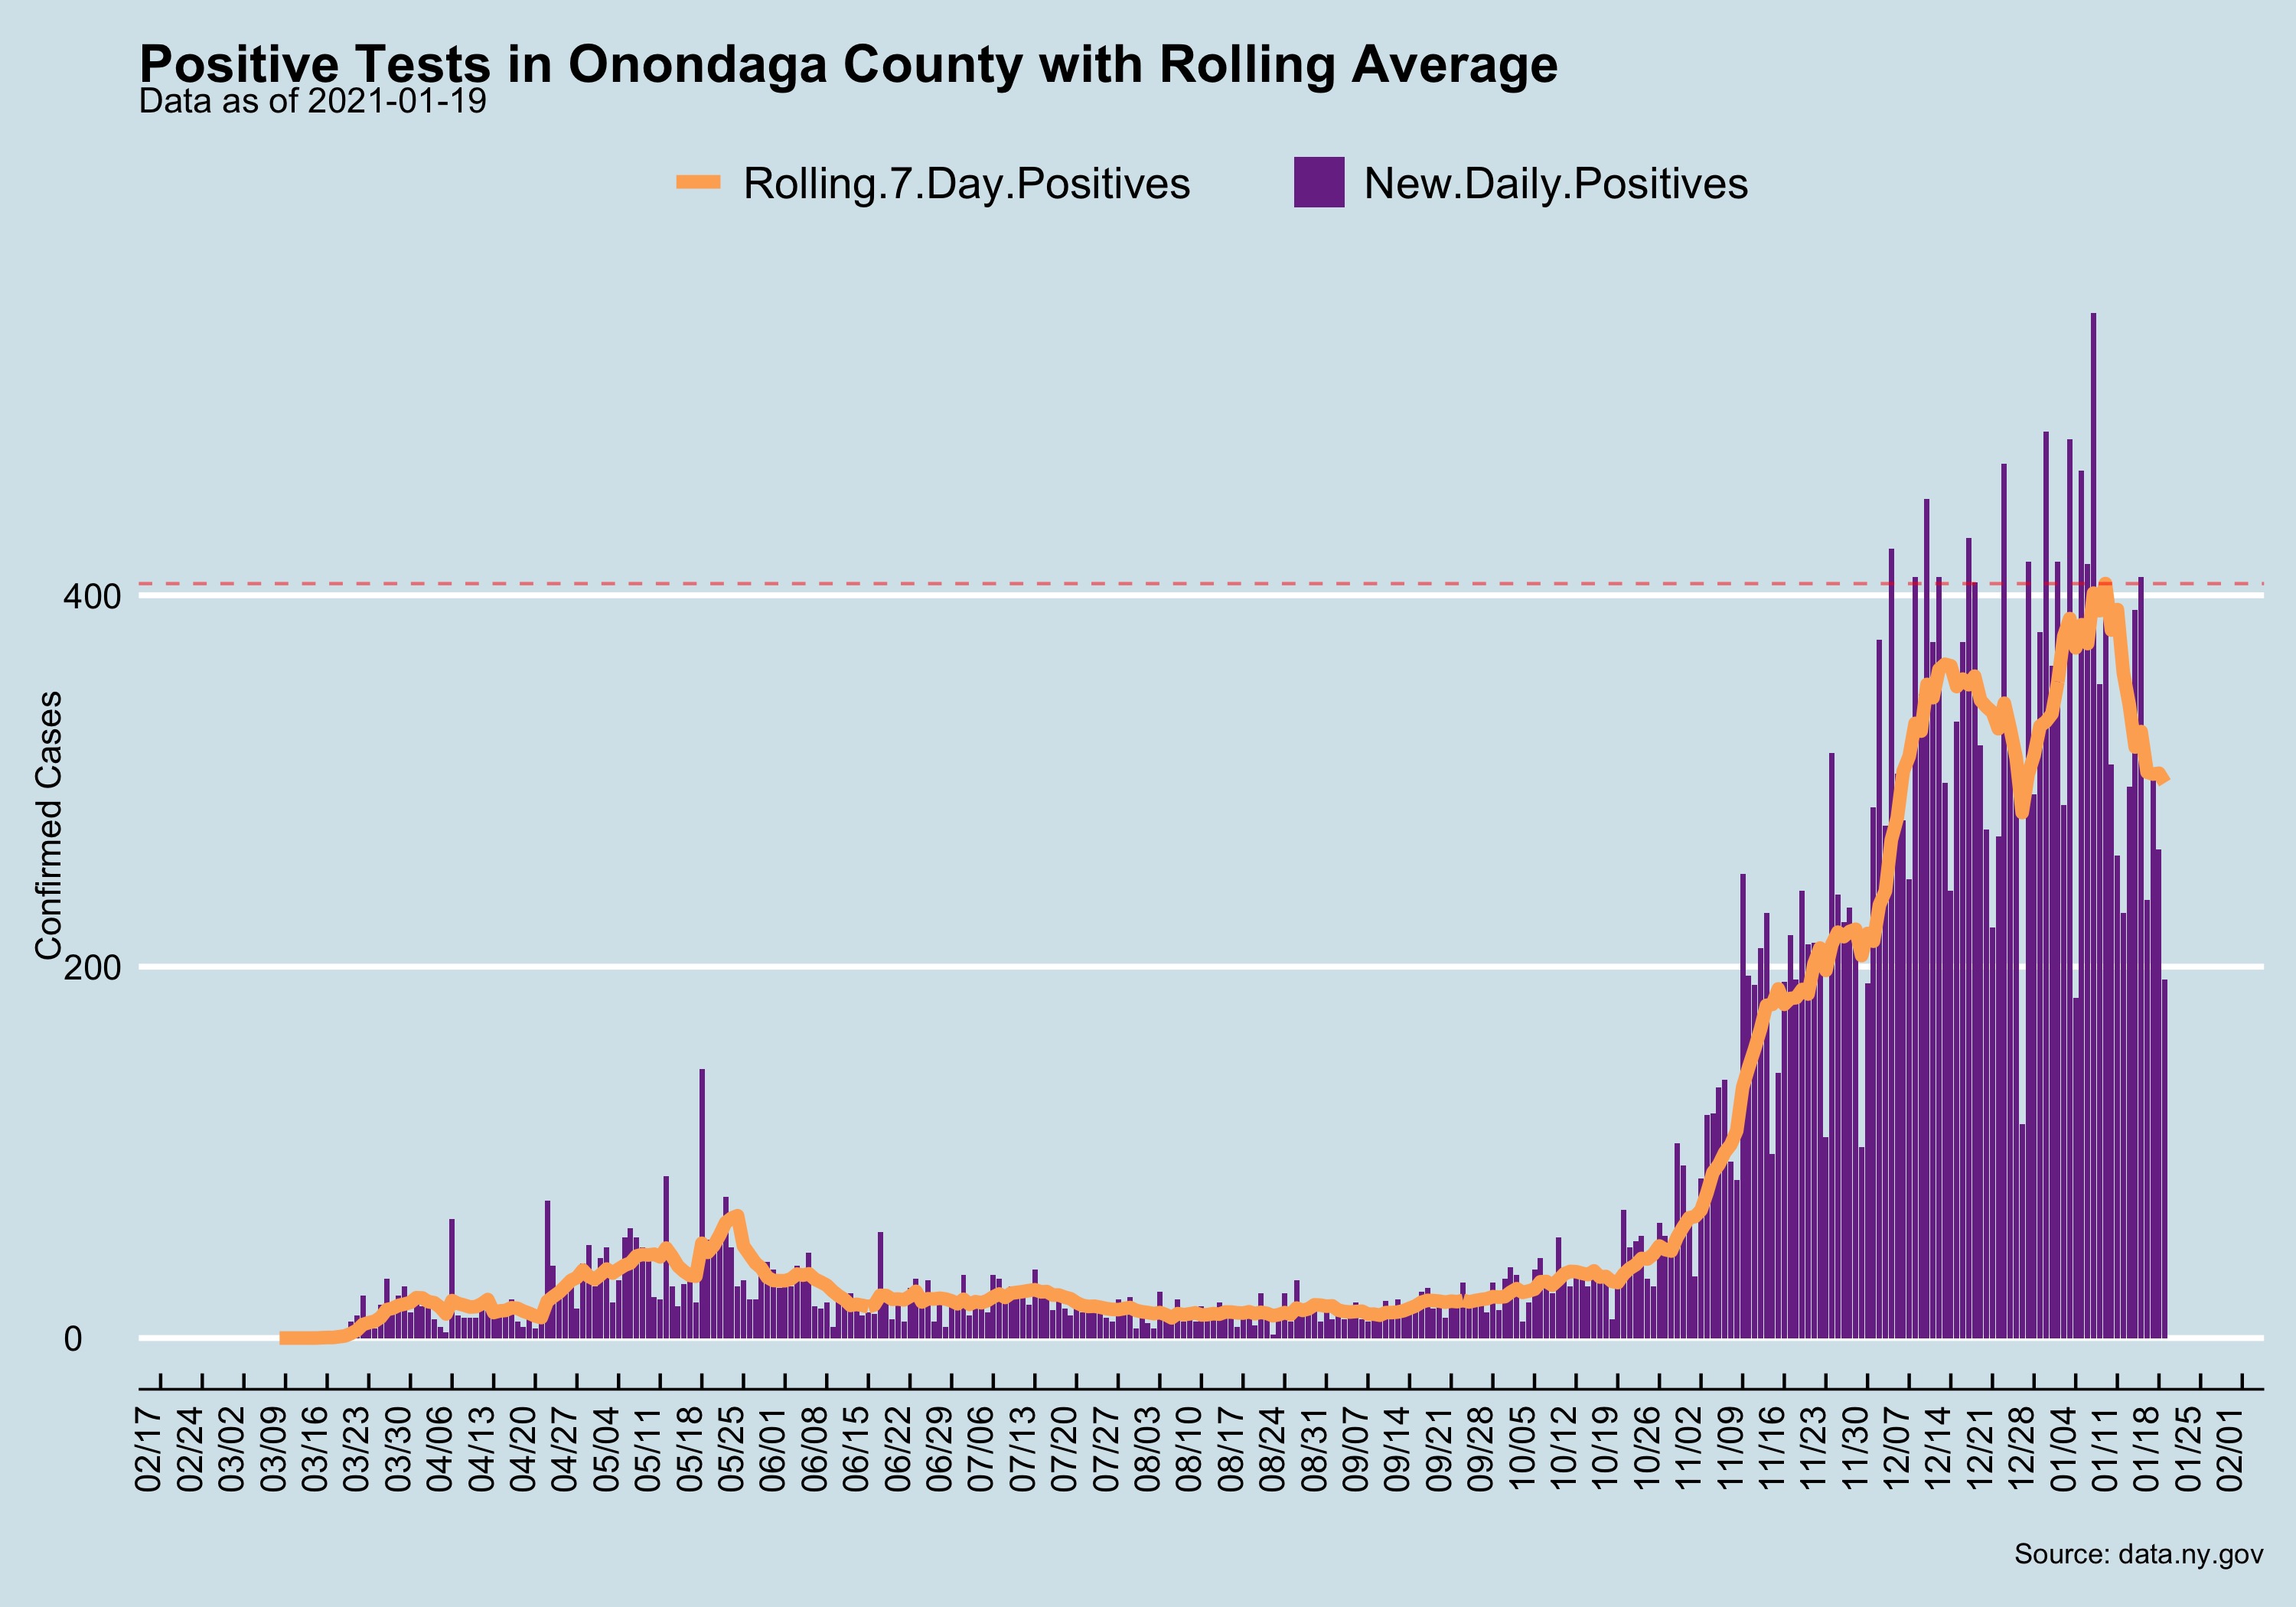 Positive Tests in Onondaga County with Rolling Average
Data as of 2021-01-19
Rolling.7.Day.Positives New.Daily.Positives
Confirmed Cases
400
200
0
02/17 02/24 03/02 03/09 03/16 03/23 03/30 04/06 04/13 04/20 04/27 05/04 05/11 05/18 05/25 06/01 06/08 06/15 06/22 06/29 07/06 07/13 07/20 07/27 08/03 08/10 08/17 08/24 08/31 09/07 09/14 09/21 09/28 10/05 10/12 10/19 10/26 11/02 11/09 11/16 11/23 11/30 12/07 12/14 12/21 12/28 01/04 01/11 01/18 01/25 02/01
Source: data.ny.gov